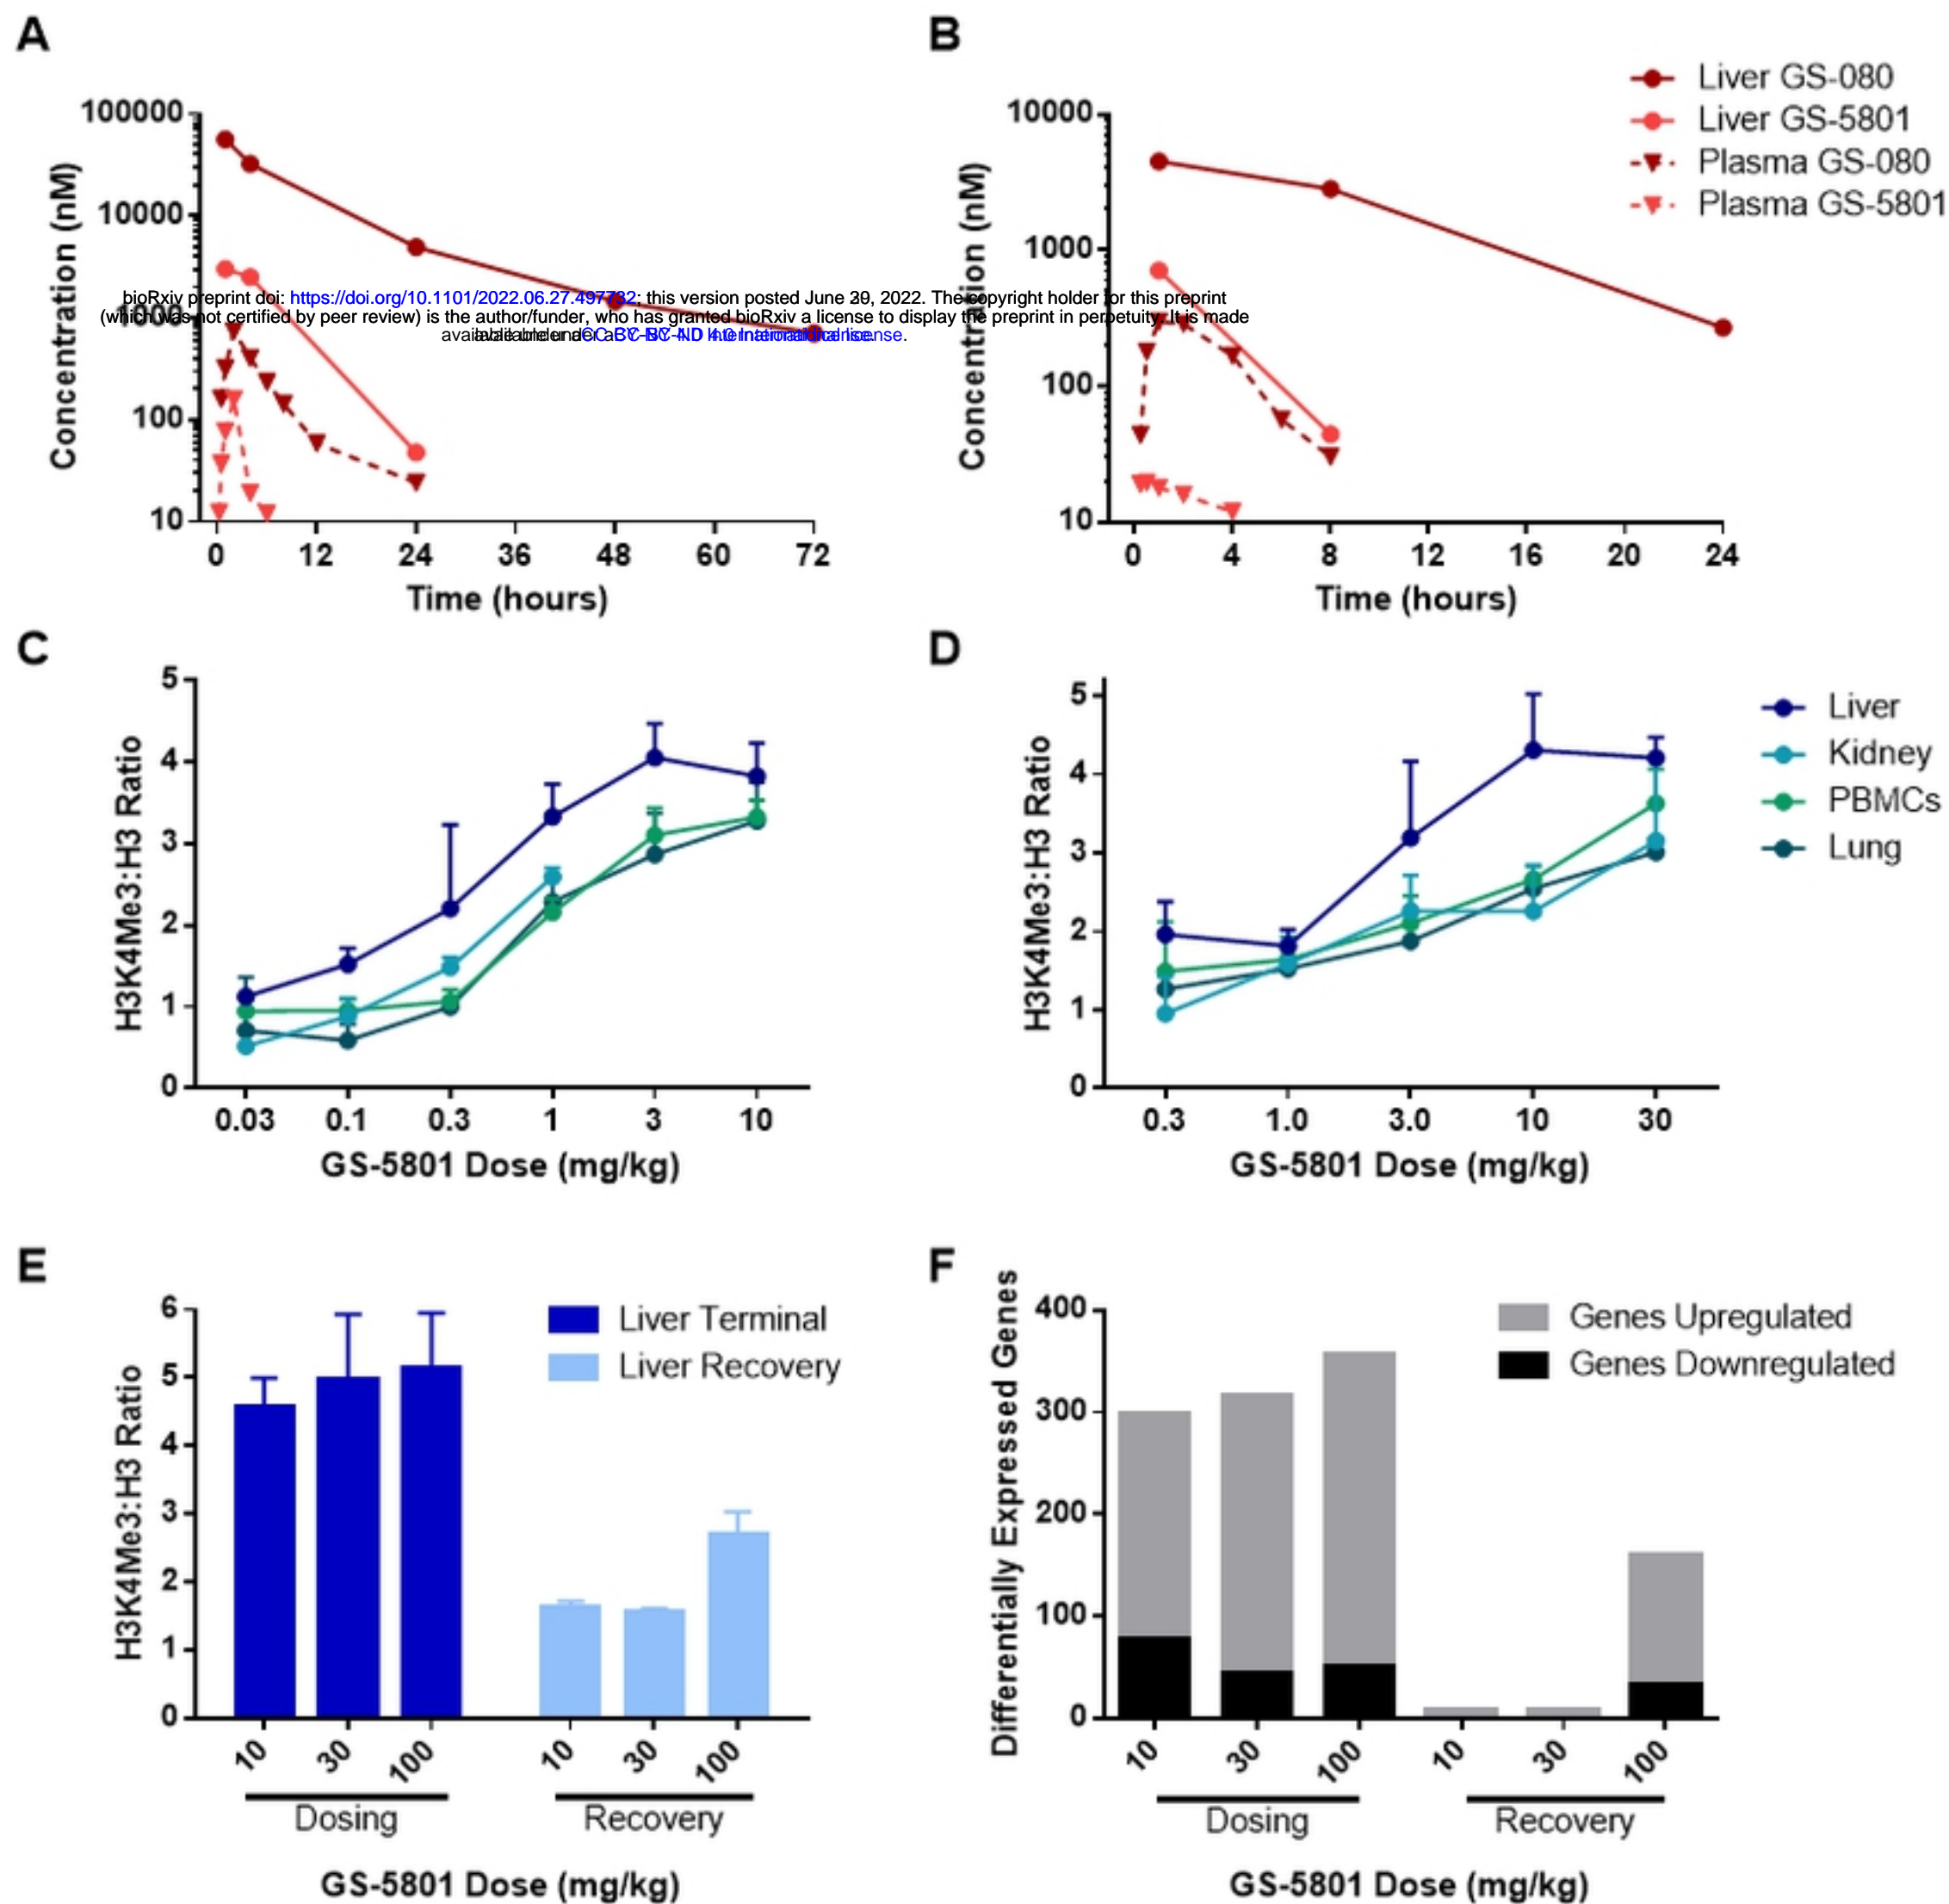 A
B
Liver GS-080
Liver GS-5801
Plasma GS-080
Plasma GS-5801
100000
10000
1000
100
10
Concentration (nM)
0 12 24 36 48 60 72
Time (hours)
10000
1000
100
10
Concentration (nM)
0 4 8 12 16 20 24
Time (hours)
bioRxiv preprint doi: https://doi.org/10.1101/2022.06.27.497732; this version posted June 29, 2022. The copyright holder for this preprint
(which was not certified by peer review) is the author/funder, who has granted bioRxiv a license to display the preprint in perpetuity. It is made
available under aCC-BY-NC-ND 4.0 International license.
C
5
4
3
2
1
0
H3K4Me3:H3 Ratio
0.03 0.1 0.3 1 3 10
GS-5801 Dose (mg/kg)
D
5
4
3
2
1
0
H3K4Me3:H3 Ratio
0.3 1.0 3.0 10 30
GS-5801 Dose (mg/kg)
Liver
Kidney
PBMCs
Lung
E
6
5
4
3
2
1
0
H3K4Me3:H3 Ratio
Liver Terminal
Liver Recovery
10 30 100 10 30 100
Dosing Recovery
GS-5801 Dose (mg/kg)
F
400
300
200
100
0
Differentially Expressed Genes
Genes Upregulated
Genes Downregulated
10 30 100 10 30 100
Dosing Recovery
GS-5801 Dose (mg/kg)